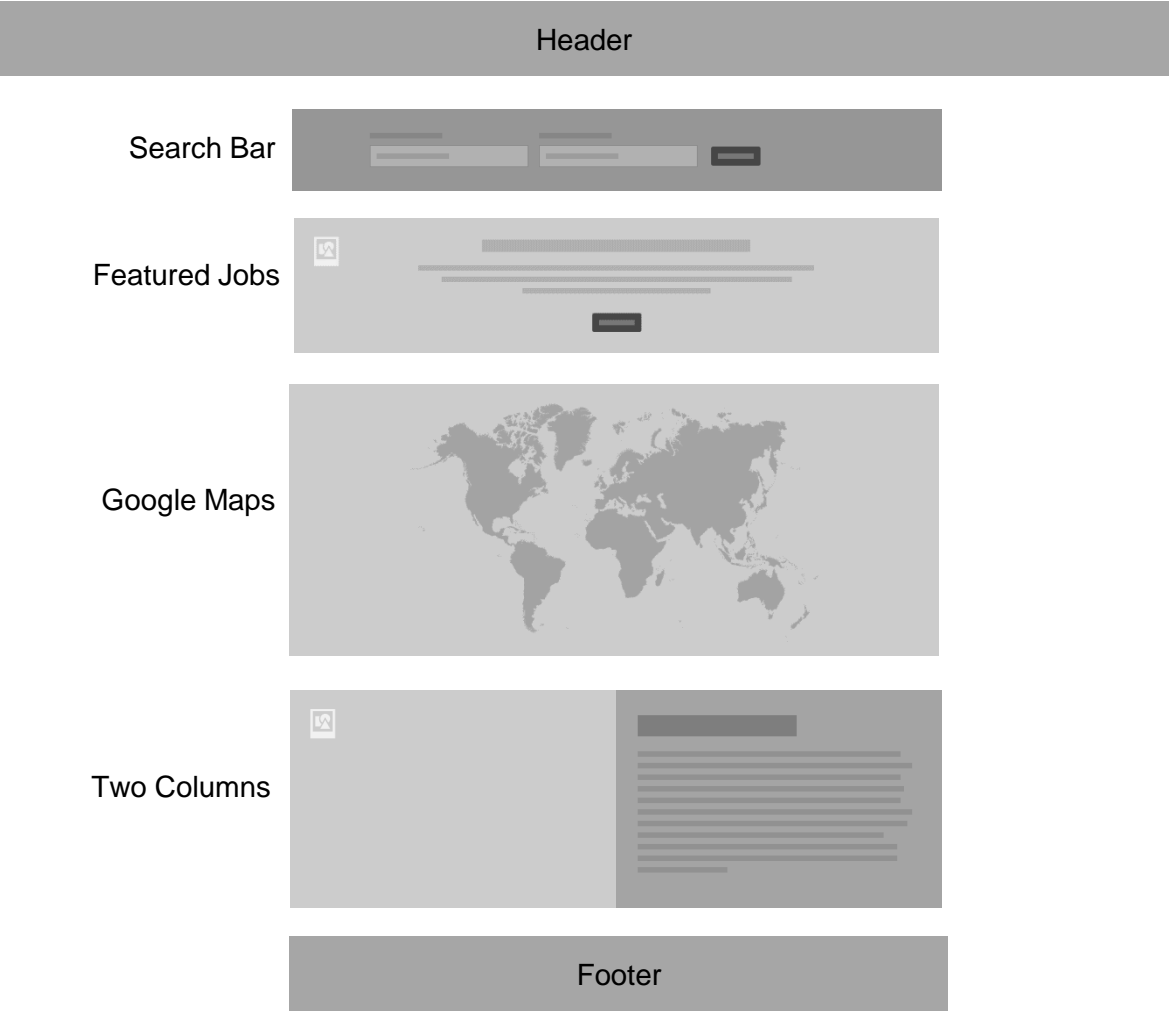 Header
Search Bar
Featured Jobs
Google Maps
Two Columns
Footer